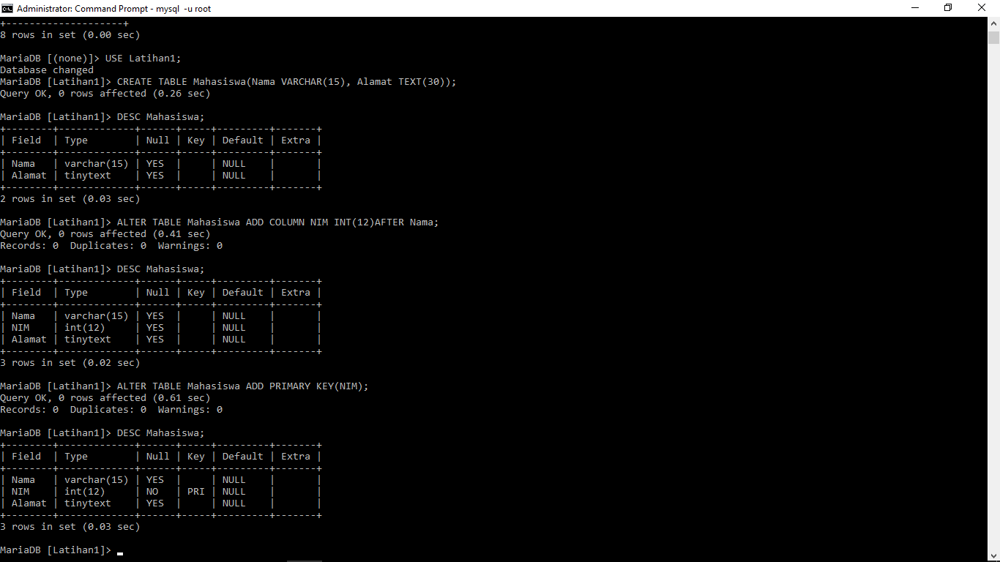 Administrator: Command Prompt - mysql  -u root
+--------------------+
8 rows in set (0.00 sec)
MariaDB [(none)]> USE Latihan1;
Database changed
MariaDB [Latihan1]> CREATE TABLE Mahasiswa(Nama VARCHAR(15), Alamat TEXT(30));
Query OK, 0 rows affected (0.26 sec)
MariaDB [Latihan1]> DESC Mahasiswa;
+--------+-------------+------+-----+---------+-------+
| Field  | Type        | Null | Key | Default | Extra |
+--------+-------------+------+-----+---------+-------+
| Nama   | varchar(15) | YES  |     | NULL    |       |
| Alamat | tinytext    | YES  |     | NULL    |       |
+--------+-------------+------+-----+---------+-------+
2 rows in set (0.03 sec)
MariaDB [Latihan1]> ALTER TABLE Mahasiswa ADD COLUMN NIM INT(12)AFTER Nama;
Query OK, 0 rows affected (0.41 sec)
Records: 0  Duplicates: 0  Warnings: 0
MariaDB [Latihan1]> DESC Mahasiswa;
+--------+-------------+------+-----+---------+-------+
| Field  | Type        | Null | Key | Default | Extra |
+--------+-------------+------+-----+---------+-------+
| Nama   | varchar(15) | YES  |     | NULL    |       |
| NIM    | int(12)     | YES  |     | NULL    |       |
| Alamat | tinytext    | YES  |     | NULL    |       |
+--------+-------------+------+-----+---------+-------+
3 rows in set (0.02 sec)
MariaDB [Latihan1]> ALTER TABLE Mahasiswa ADD PRIMARY KEY(NIM);
Query OK, 0 rows affected (0.61 sec)
Records: 0  Duplicates: 0  Warnings: 0
MariaDB [Latihan1]> DESC Mahasiswa;
+--------+-------------+------+-----+---------+-------+
| Field  | Type        | Null | Key | Default | Extra |
+--------+-------------+------+-----+---------+-------+
| Nama   | varchar(15) | YES  |     | NULL    |       |
| NIM    | int(12)     | NO   | PRI | NULL    |       |
| Alamat | tinytext    | YES  |     | NULL    |       |
+--------+-------------+------+-----+---------+-------+
3 rows in set (0.03 sec)
MariaDB [Latihan1]> _